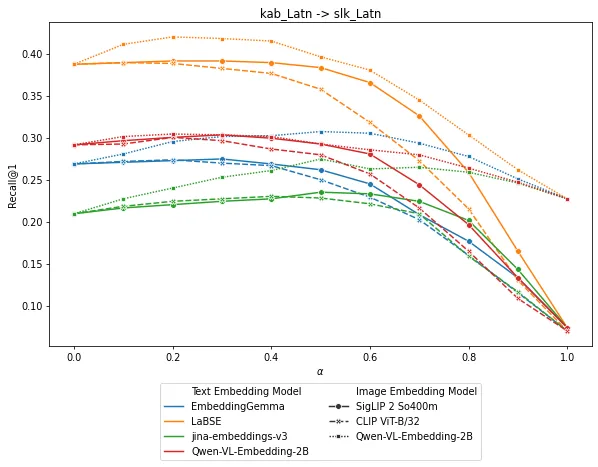 kab_Latn -> slk_Latn
Recall@1
0.40
0.35
0.30
0.25
0.20
0.15
0.10
0.0 0.2 0.4 0.6 0.8 1.0
α
Text Embedding Model Image Embedding Model
EmbeddingGemma SigLIP 2 So400m
LaBSE CLIP ViT-B/32
jina-embeddings-v3 Qwen-VL-Embedding-2B
Qwen-VL-Embedding-2B